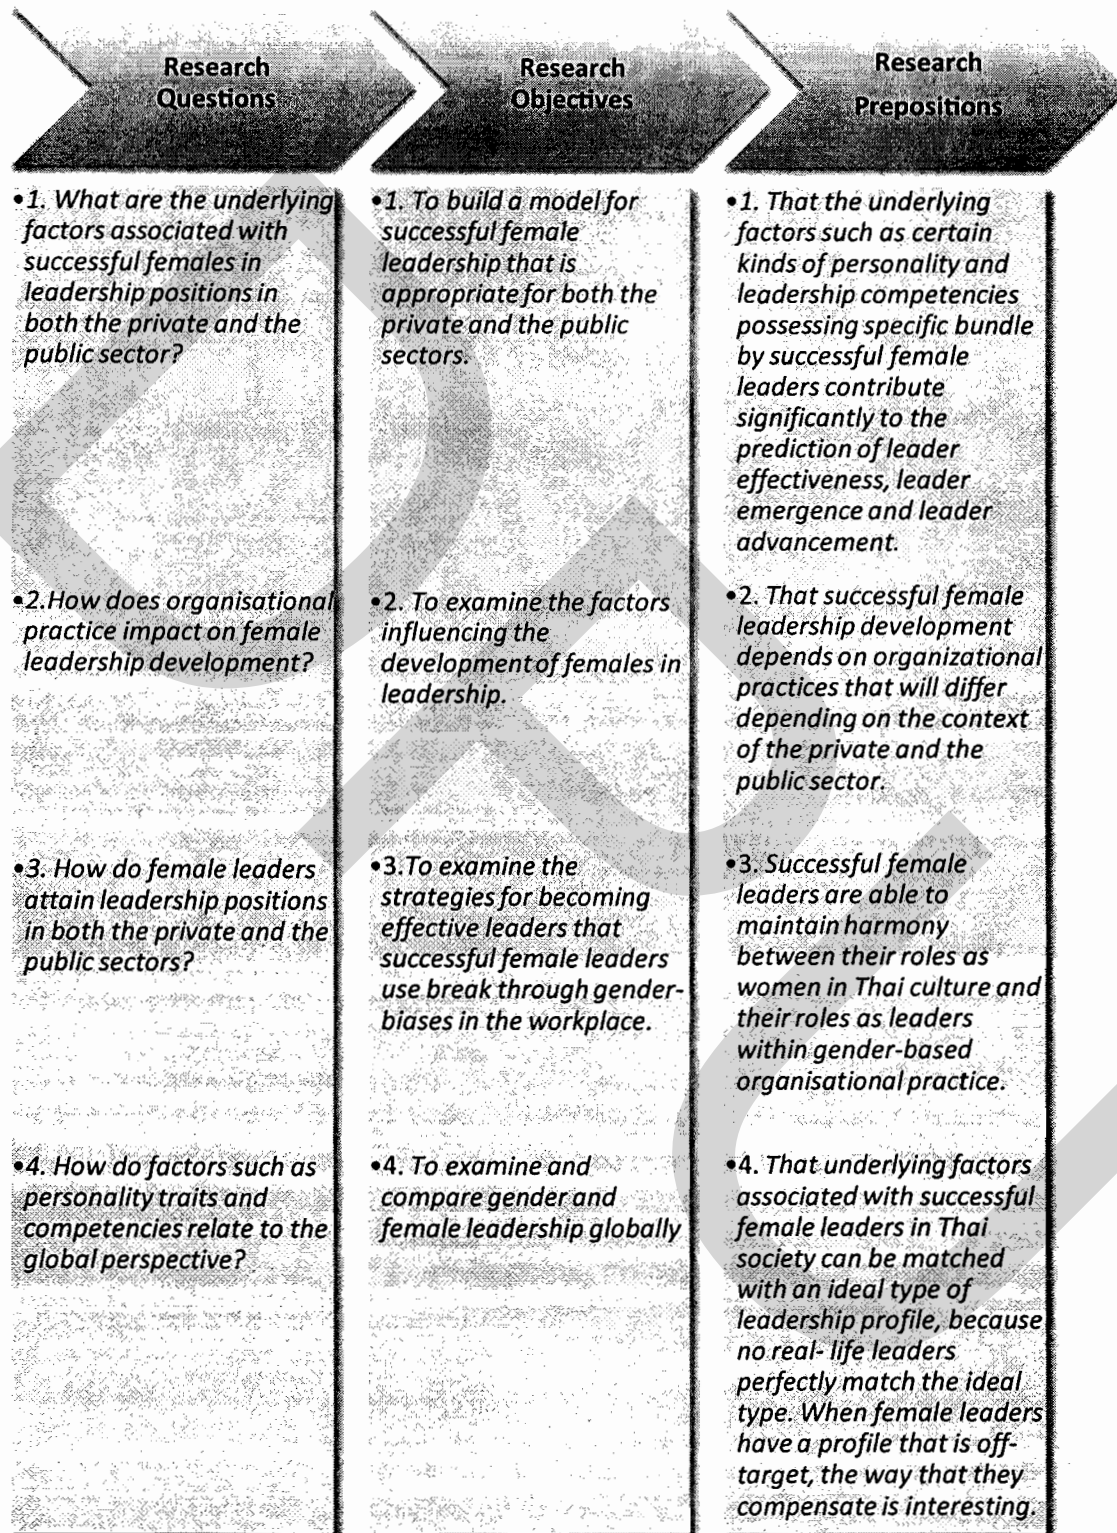 Research
Questions
•1. What are the underlying
factors associated with
successful females in
leadership positions in
both the private and the
public sector?
•2.How does organisational
practice impact on female
leadership development?
•3. How do female leaders
attain leadership positions
in both the private and the
public sectors?
•4. How do factors such as
personality traits and
competencies relate to the
global perspective?
Research
Objectives
•1. To build a model for
successful female
leadership that is
appropriate for both the
private and the public
sectors.
•2. To examine the factors
influencing the
development of females in
leadership.
•3.To examine the
strategies for becoming
effective leaders that
successful female leaders
use break through gender-
biases in the workplace.
•4. To examine and
compare gender and
female leadership globally
Research
Prepositions
•1. That the underlying
factors such as certain
kinds of personality and
leadership competencies
possessing specific bundle
by successful female
leaders contribute
significantly to the
prediction of leader
effectiveness, leader
emergence and leader
advancement.
•2. That successful female
leadership development
depends on organizational
practices that will differ
depending on the context
of the private and the
public sector.
•3. Successful female
leaders are able to
maintain harmony
between their roles as
women in Thai culture and
their roles as leaders
within gender-based
organisational practice.
•4. That underlying factors
associated with successful
female leaders in Thai
society can be matched
with an ideal type of
leadership profile, because
no real- life leaders
perfectly match the ideal
type. When female leaders
have a profile that is off-
target, the way that they
compensate is interesting.